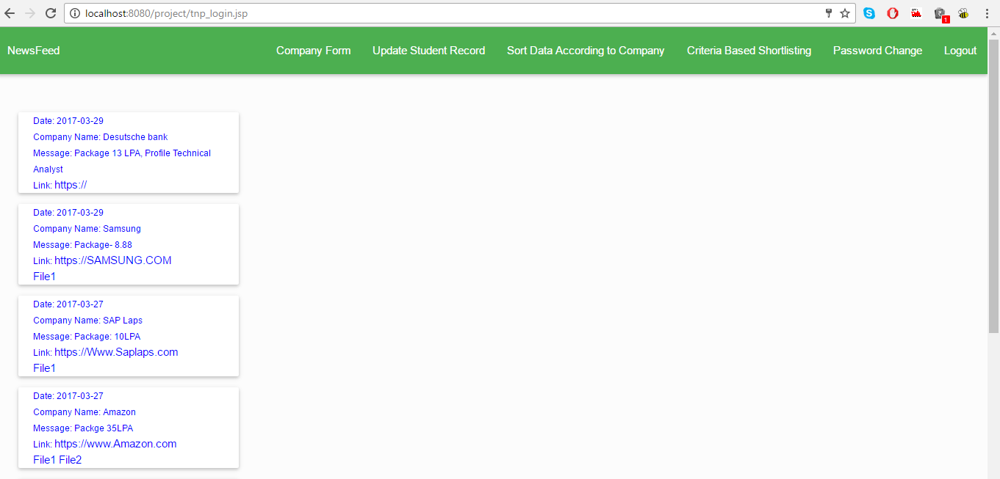 localhost:8080/project/tnp_login.jsp
1
NewsFeed Company Form Update Student Record Sort Data According to Company Criteria Based Shortlisting Password Change Logout
Date: 2017-03-29
Company Name: Desutsche bank
Message: Package 13 LPA, Profile Technical
Analyst
Link: https://
Date: 2017-03-29
Company Name: Samsung
Message: Package- 8.88
Link: https://SAMSUNG.COM
File1
Date: 2017-03-27
Company Name: SAP Laps
Message: Package: 10LPA
Link: https://Www.Saplaps.com
File1
Date: 2017-03-27
Company Name: Amazon
Message: Packge 35LPA
Link: https://www.Amazon.com
File1 File2